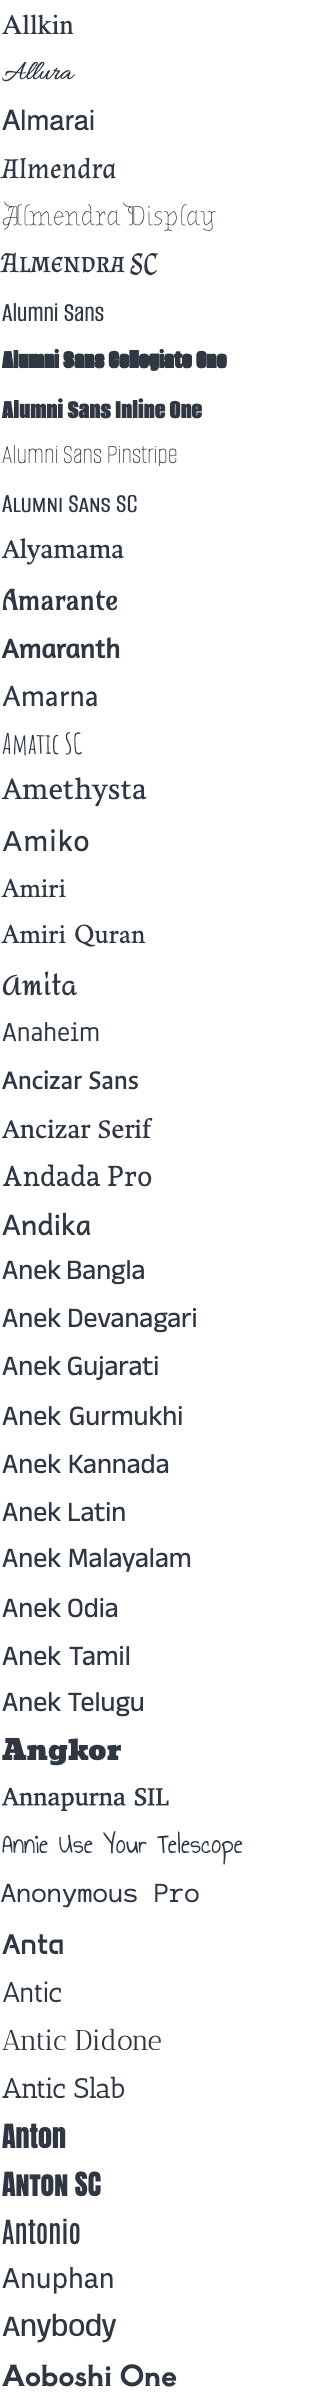 Allkin
Allura
Almarai
Almendra
Almendra Display
Almendra SC
Alumni Sans
Alumni Sans Collegiate One
Alumni Sans Inline One
Alumni Sans Pinstripe
Alumni Sans SC
Alyamama
Amarante
Amaranth
Amarna
Amatic SC
Amethysta
Amiko
Amiri
Amiri Quran
Amita
Anaheim
Ancizar Sans
Ancizar Serif
Andada Pro
Andika
Anek Bangla
Anek Devanagari
Anek Gujarati
Anek Gurmukhi
Anek Kannada
Anek Latin
Anek Malayalam
Anek Odia
Anek Tamil
Anek Telugu
Angkor
Annapurna SIL
Annie Use Your Telescope
Anonymous Pro
Anta
Antic
Antic Didone
Antic Slab
Anton
Anton SC
Antonio
Anuphan
Anybody
Aoboshi One